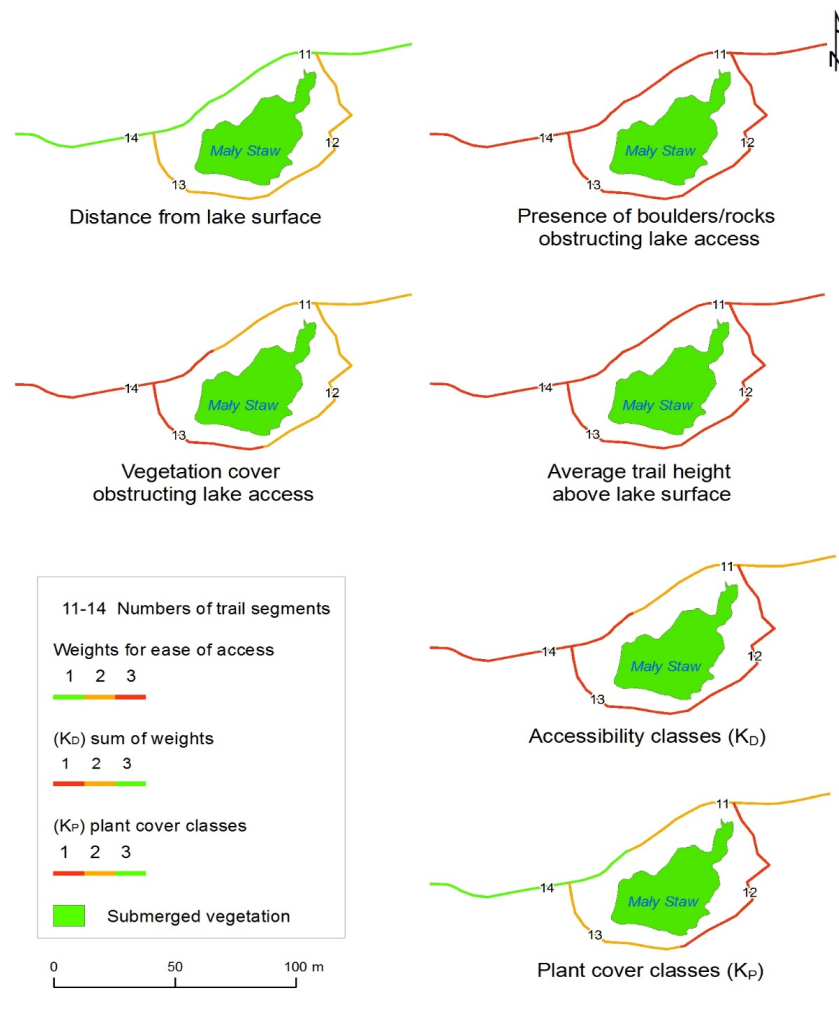 N
11
14
12
Mały Staw
13
Distance from lake surface
11
14
12
Mały Staw
13
Presence of boulders/rocks
obstructing lake access
11
14
12
Mały Staw
13
Vegetation cover
obstructing lake access
11
14
12
Mały Staw
13
Average trail height
above lake surface
11-14 Numbers of trail segments
Weights for ease of access
1 2 3
(KD) sum of weights
1 2 3
(KP) plant cover classes
1 2 3
Submerged vegetation
0 50 100 m
11
14
12
Mały Staw
13
Accessibility classes (KD)
11
14
12
Mały Staw
13
Plant cover classes (KP)